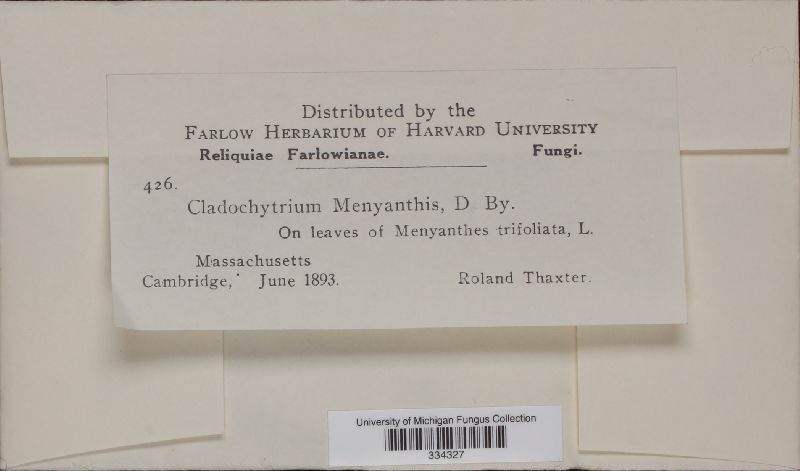 Distributed by the
FARLOW HERBARIUM OF HARVARD UNIVERSITY
Reliquiae Farlowianae. Fungi.
426.
Cladochytrium Menyanthis, D By.
On leaves of Menyanthes trifoliata, L.
Massachusetts
Cambridge, June 1893. Roland Thaxter.
University of Michigan Fungus Collection
334327